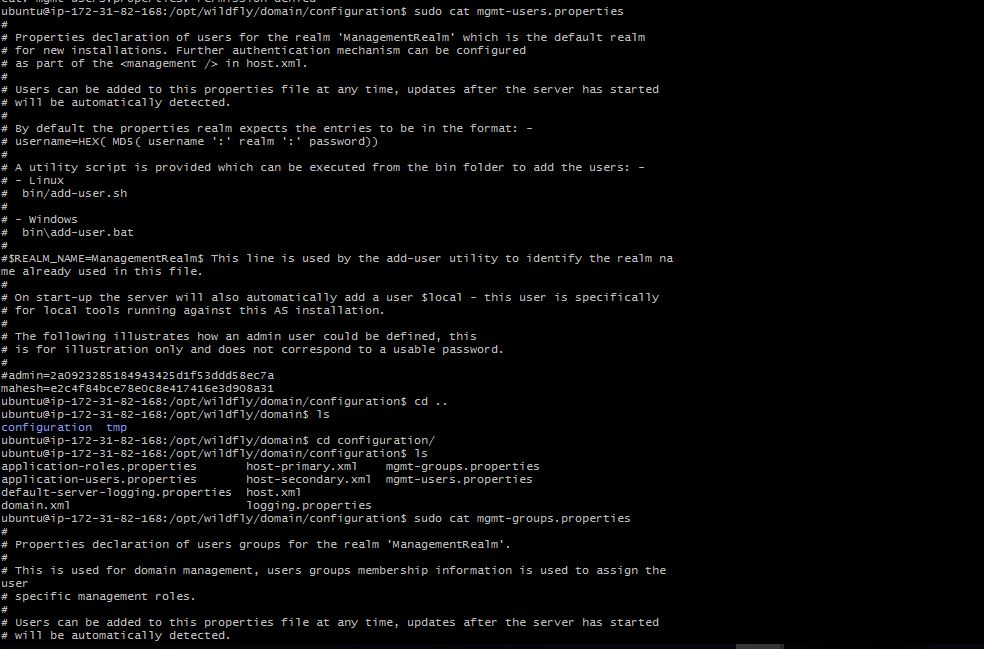 ubuntu@ip-172-31-82-168:/opt/wildfly/domain/configuration$ sudo cat mgmt-users.properties
#
# Properties declaration of users for the realm 'ManagementRealm' which is the default realm
# for new installations. Further authentication mechanism can be configured
# as part of the <management /> in host.xml.
#
# Users can be added to this properties file at any time, updates after the server has started
# will be automatically detected.
#
# By default the properties realm expects the entries to be in the format: -
# username=HEX( MD5( username ':' realm ':' password))
#
# A utility script is provided which can be executed from the bin folder to add the users: -
# - Linux
#  bin/add-user.sh
#
# - Windows
#  bin\add-user.bat
#
#$REALM_NAME=ManagementRealm$ This line is used by the add-user utility to identify the realm na
me already used in this file.
#
# On start-up the server will also automatically add a user $local - this user is specifically
# for local tools running against this AS installation.
#
# The following illustrates how an admin user could be defined, this
# is for illustration only and does not correspond to a usable password.
#
#admin=2a0923285184943425d1f53ddd58ec7a
mahesh=e2c4f84bce78e0c8e417416e3d908a31
ubuntu@ip-172-31-82-168:/opt/wildfly/domain/configuration$ cd ..
ubuntu@ip-172-31-82-168:/opt/wildfly/domain$ ls
configuration  tmp
ubuntu@ip-172-31-82-168:/opt/wildfly/domain$ cd configuration/
ubuntu@ip-172-31-82-168:/opt/wildfly/domain/configuration$ ls
application-roles.properties       host-primary.xml    mgmt-groups.properties
application-users.properties       host-secondary.xml  mgmt-users.properties
default-server-logging.properties  host.xml
domain.xml                         logging.properties
ubuntu@ip-172-31-82-168:/opt/wildfly/domain/configuration$ sudo cat mgmt-groups.properties
#
# Properties declaration of users groups for the realm 'ManagementRealm'.
#
# This is used for domain management, users groups membership information is used to assign the
user
# specific management roles.
#
# Users can be added to this properties file at any time, updates after the server has started
# will be automatically detected.